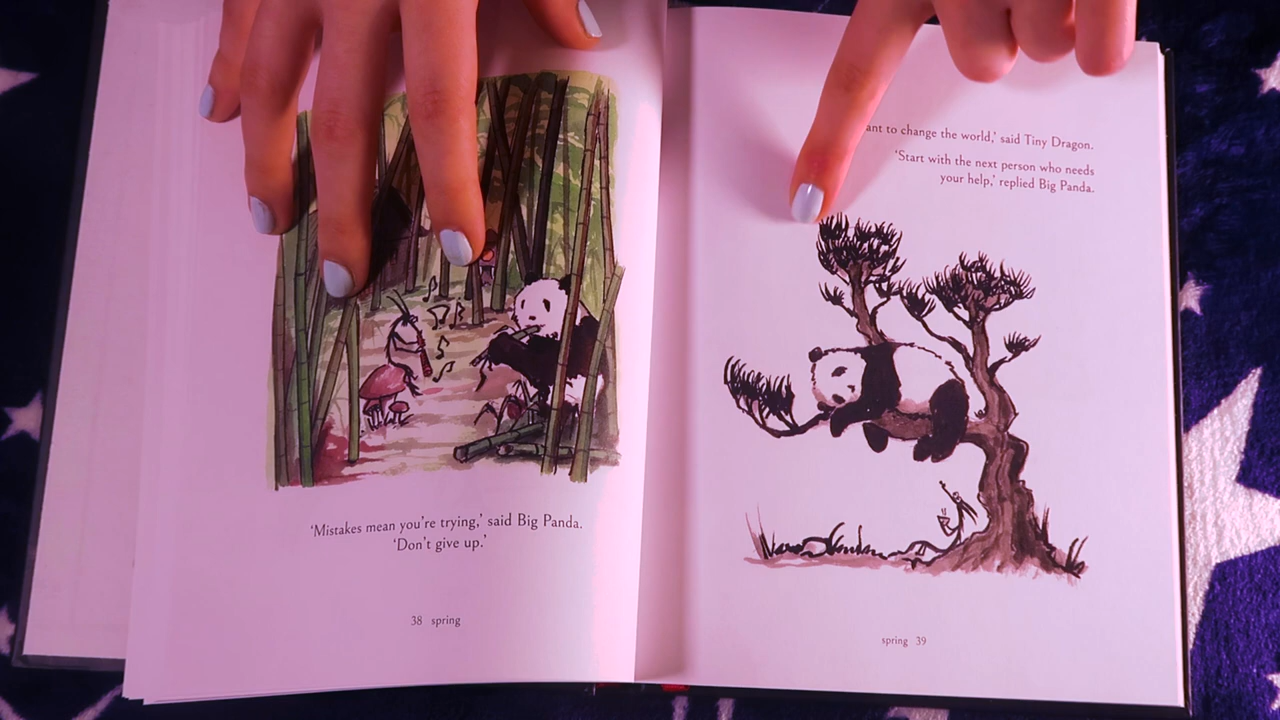 'Mistakes mean you're trying,' said Big Panda.
'Don't give up.'
38 spring
to change the world,' said Tiny Dragon.
'Start with the next person who needs
your help,' replied Big Panda.
spring 39